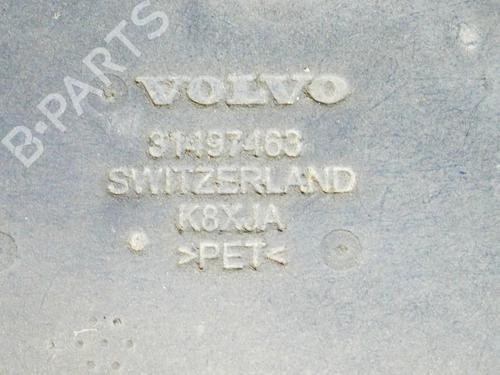 B-PARTS
VOLVO
31497463
SWITZERLAND
K8XJA
>PET<